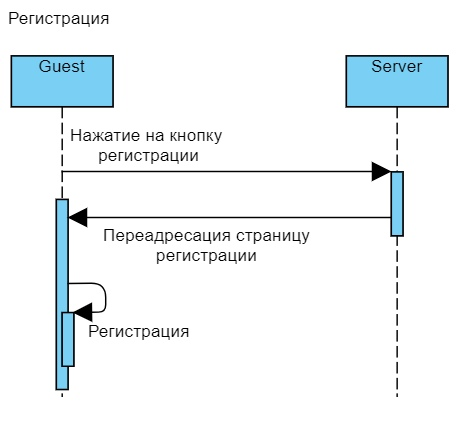 Регистрация
Guest
Server
Нажатие на кнопку
регистрации
Переадресация страницу
регистрации
Регистрация